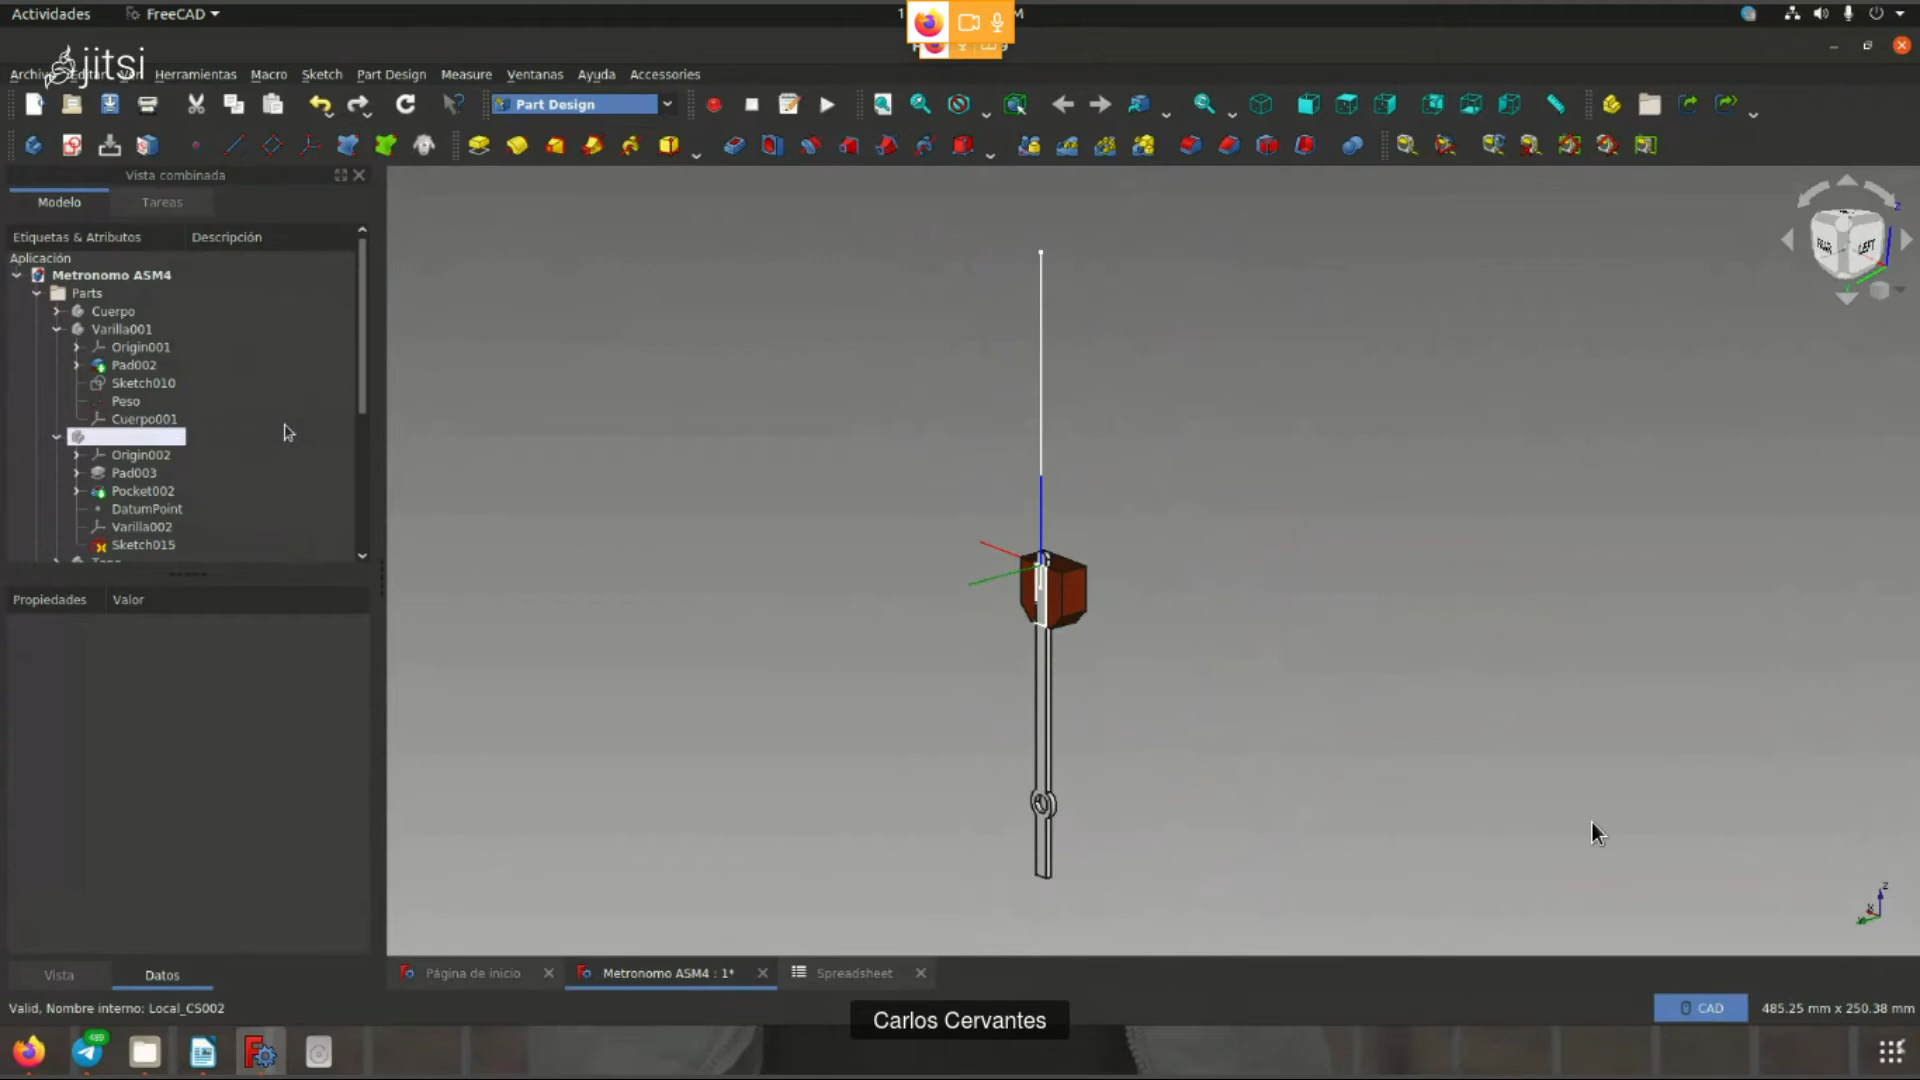 Actividades
FreeCAD
jitsi
Herramientas
Macro
Sketch
Part Design
Measure
Ventanas
Ayuda
Accessories
Part Design
Vista combinada
Modelo
Tareas
Etiquetas & Atributos
Descripción
Aplicación
Metronomo ASM4
Parts
Cuerpo
Varilla001
Origin001
Pad002
Sketch010
Peso
Cuerpo001
Origin002
Pad003
Pocket002
DatumPoint
Varilla002
Sketch015
REAR
LEFT
Z
Propiedades
Valor
Z
X
Y
Vista
Datos
Página de inicio
Metronomo ASM4 : 1*
Spreadsheet
Valid, Nombre interno: Local_CS002
Carlos Cervantes
CAD
485.25 mm x 250.38 mm
489